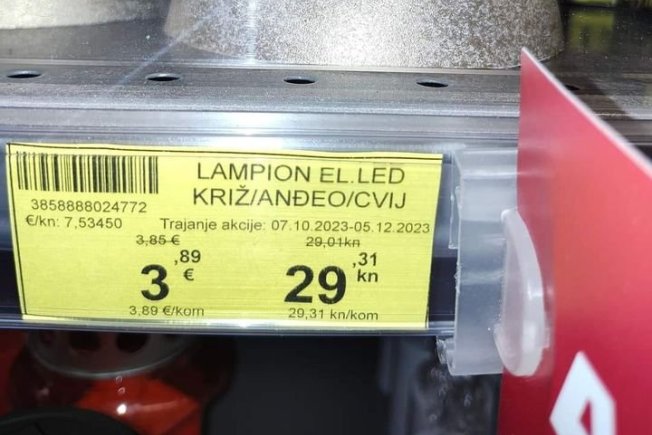 LAMPION EL.LED
KRIŽ/ANĐEO/CVIJ
3858888024772
€/kn: 7,53450 Trajanje akcije: 07.10.2023-05.12.2023
3,85 € 29,01kn
3,89 € 29,31 kn
3,89 €/kom 29,31 kn/kom